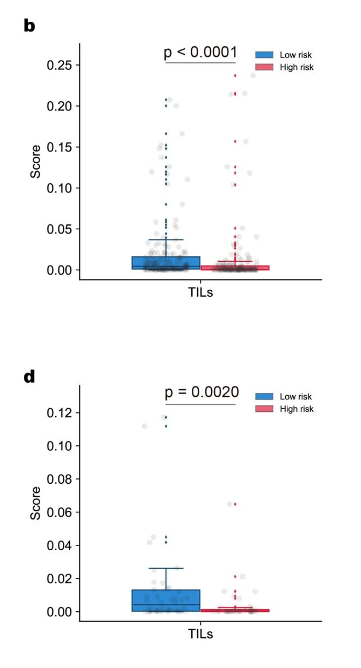 b
p < 0.0001
Low risk
High risk
0.25
0.20
0.15
0.10
0.05
0.00
Score
TILs
d
p = 0.0020
Low risk
High risk
0.12
0.10
0.08
0.06
0.04
0.02
0.00
Score
TILs